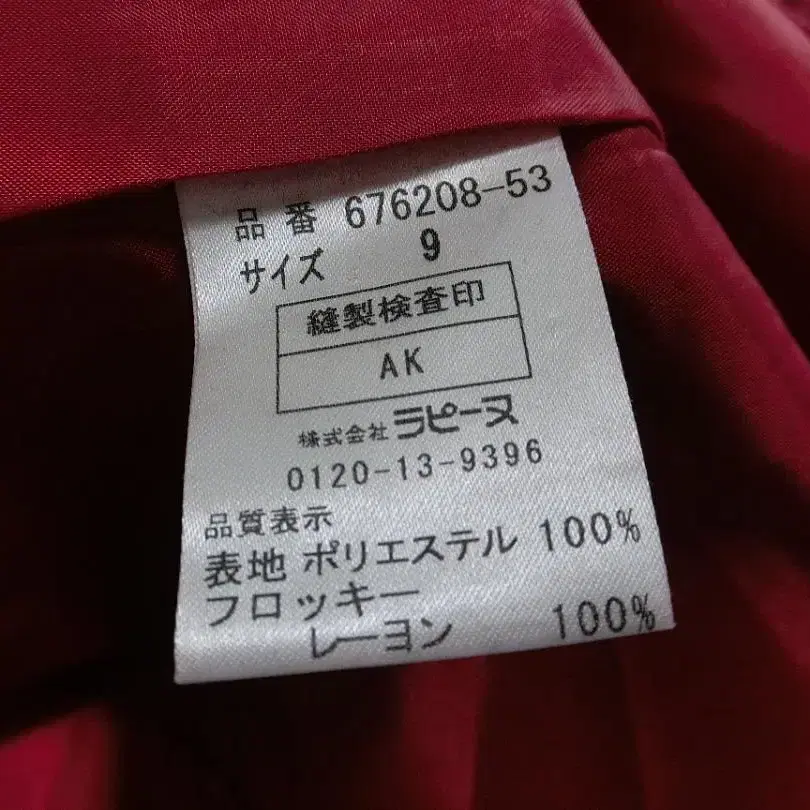 品番 676208-53
サイズ 9
縫製検査印
AK
株式会社 ラピーヌ
0120-13-9396
品質表示
表地 ポリエステル 100%
フロッキー
レーヨン 100%